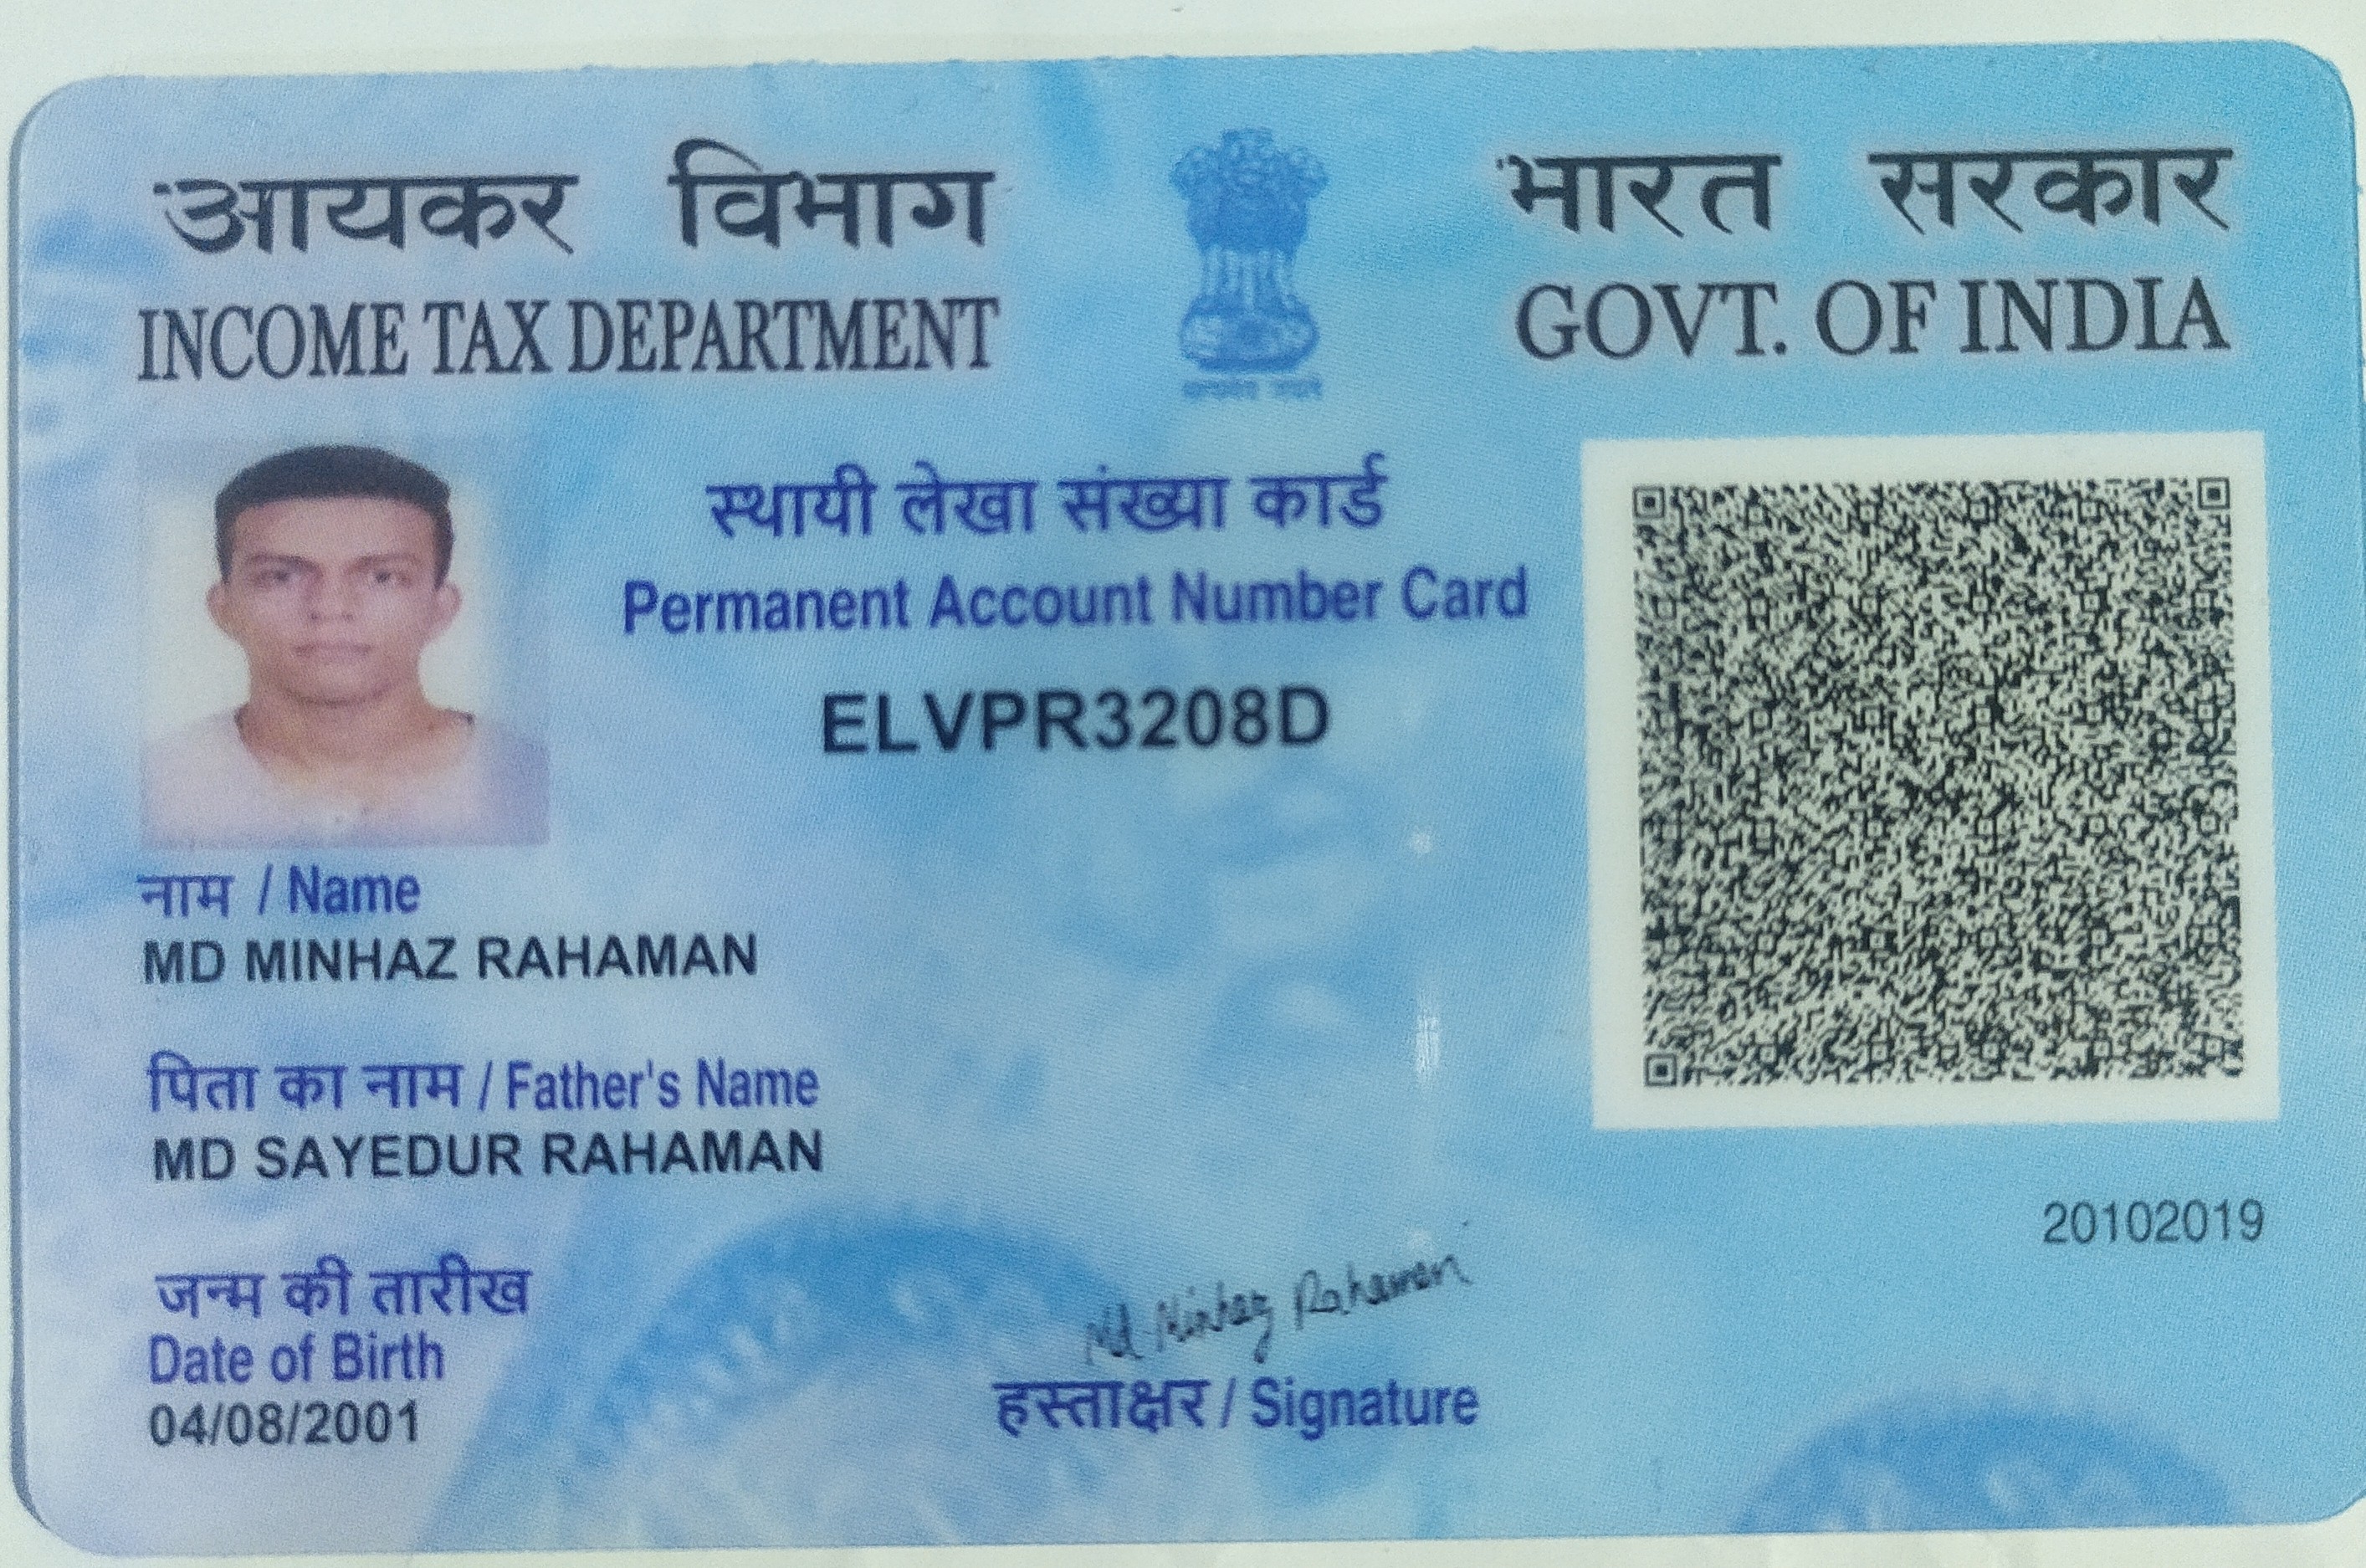 आयकर विभाग
INCOME TAX DEPARTMENT
भारत सरकार
GOVT. OF INDIA
स्थायी लेखा संख्या कार्ड
Permanent Account Number Card
ELVPR3208D
नाम / Name
MD MINHAZ RAHAMAN
पिता का नाम / Father's Name
MD SAYEDUR RAHAMAN
20102019
जन्म की तारीख
Date of Birth
04/08/2001
Md Minhaz Rahaman
हस्ताक्षर / Signature